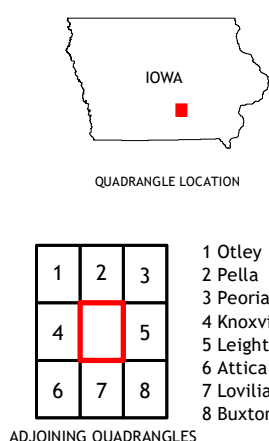 IOWA
QUADRANGLE LOCATION
1 2 3
4 5
6 7 8
1 Otley
2 Pella
3 Peoria
4 Knoxvi
5 Leight
6 Attica
7 Lovilia
8 Buxton
ADJOINING QUADRANGLES